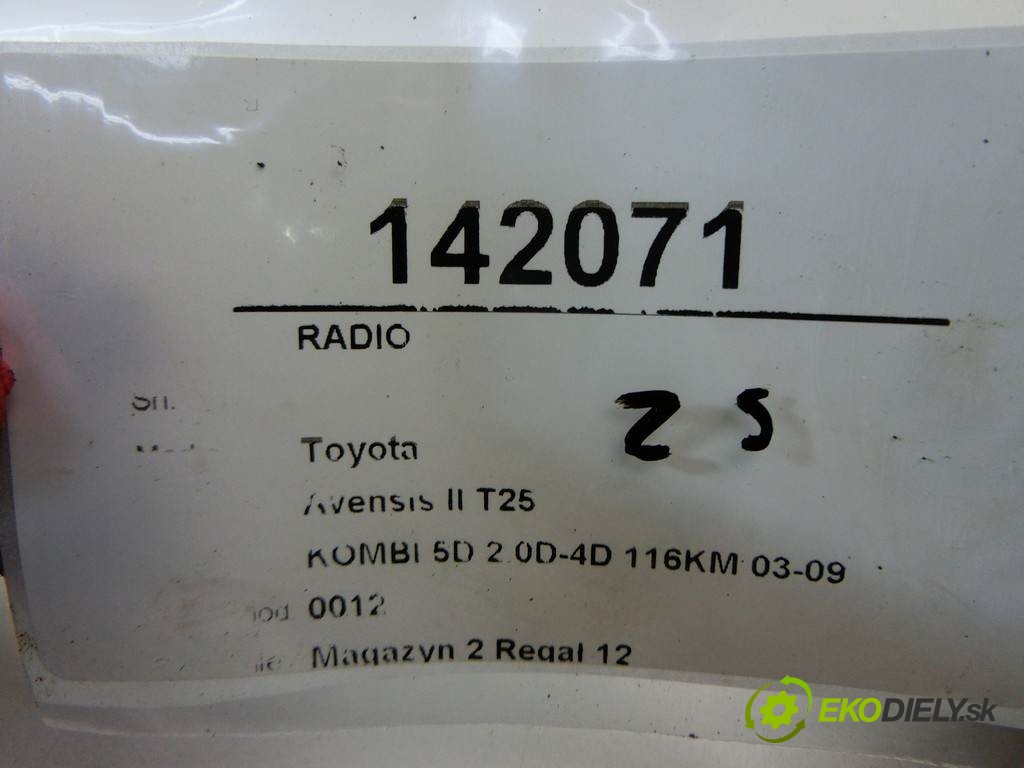 142071
RADIO
Z S
Toyota
Avensis II T25
KOMBI 5D 2.0D-4D 116KM 03-09
0012
Magazyn 2 Regał 12
EKODIELY.sk